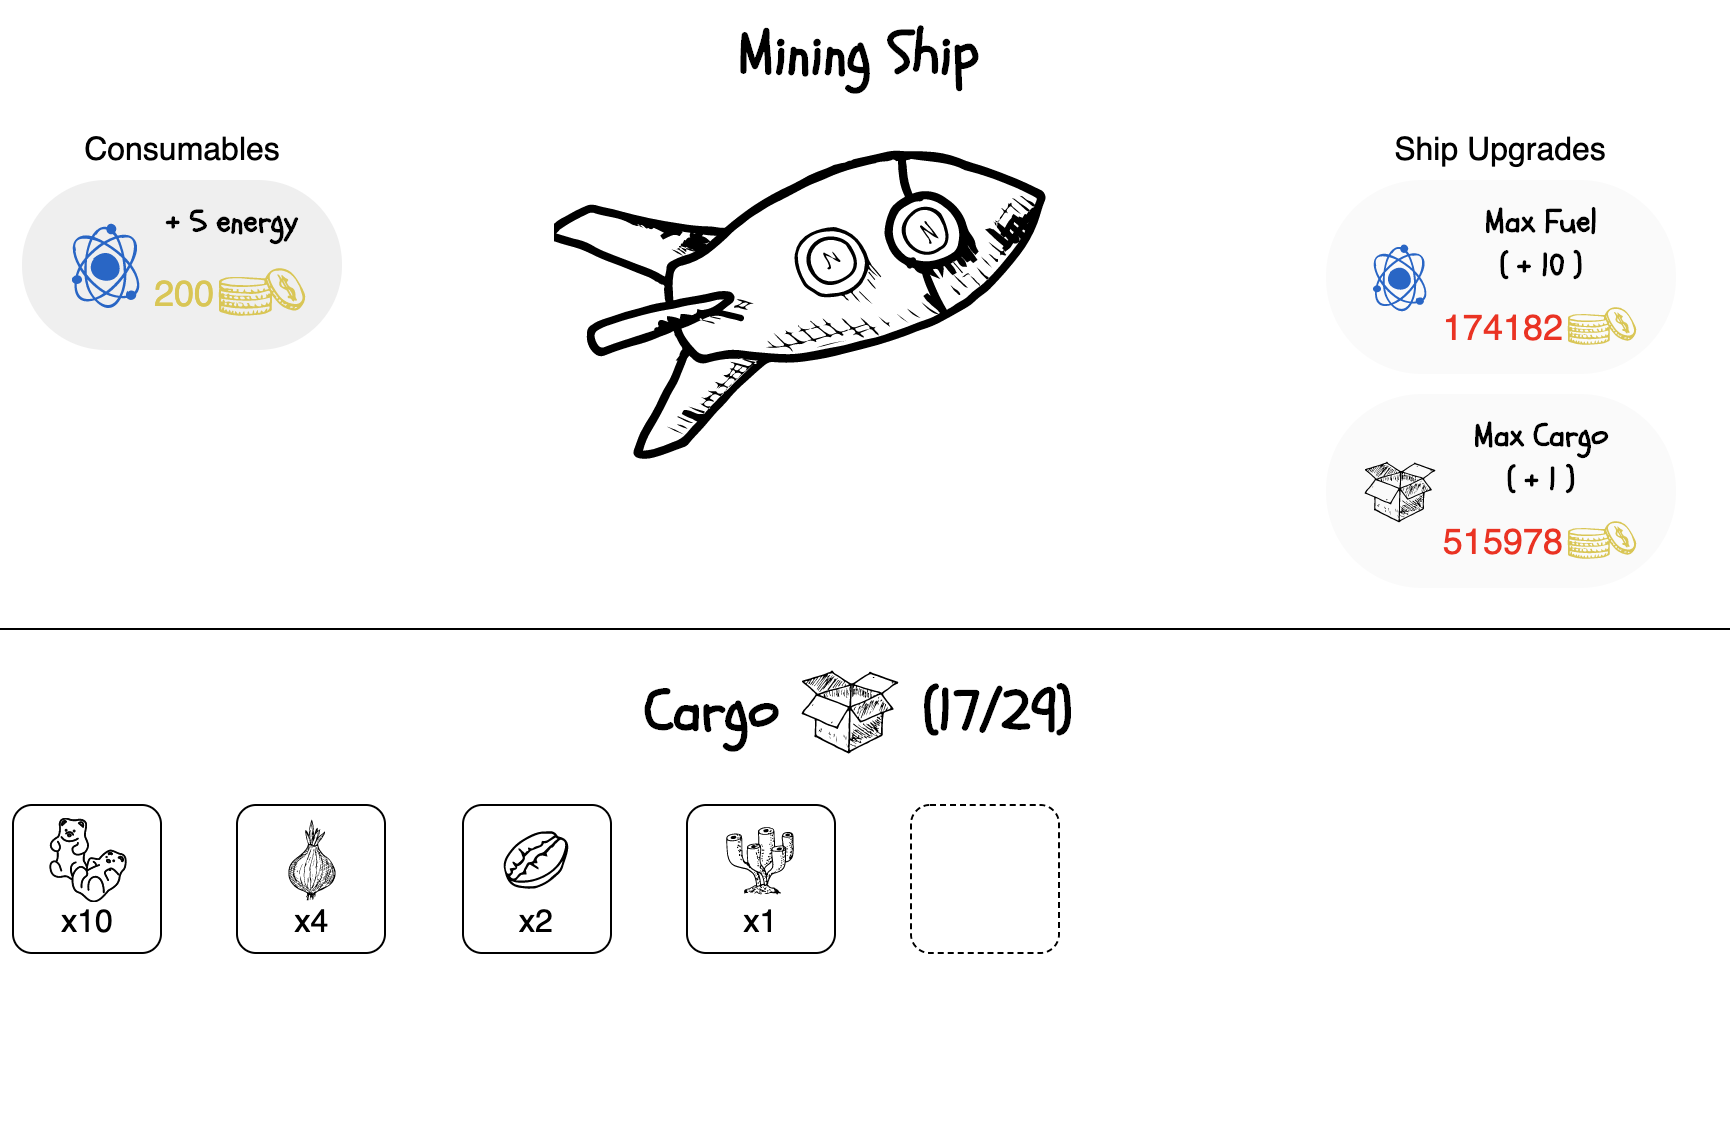 Mining Ship
Consumables
+ 5 energy
200
Ship Upgrades
Max Fuel
( + 10 )
174182
Max Cargo
( + 1 )
515978
Cargo (17/29)
x10
x4
x2
x1